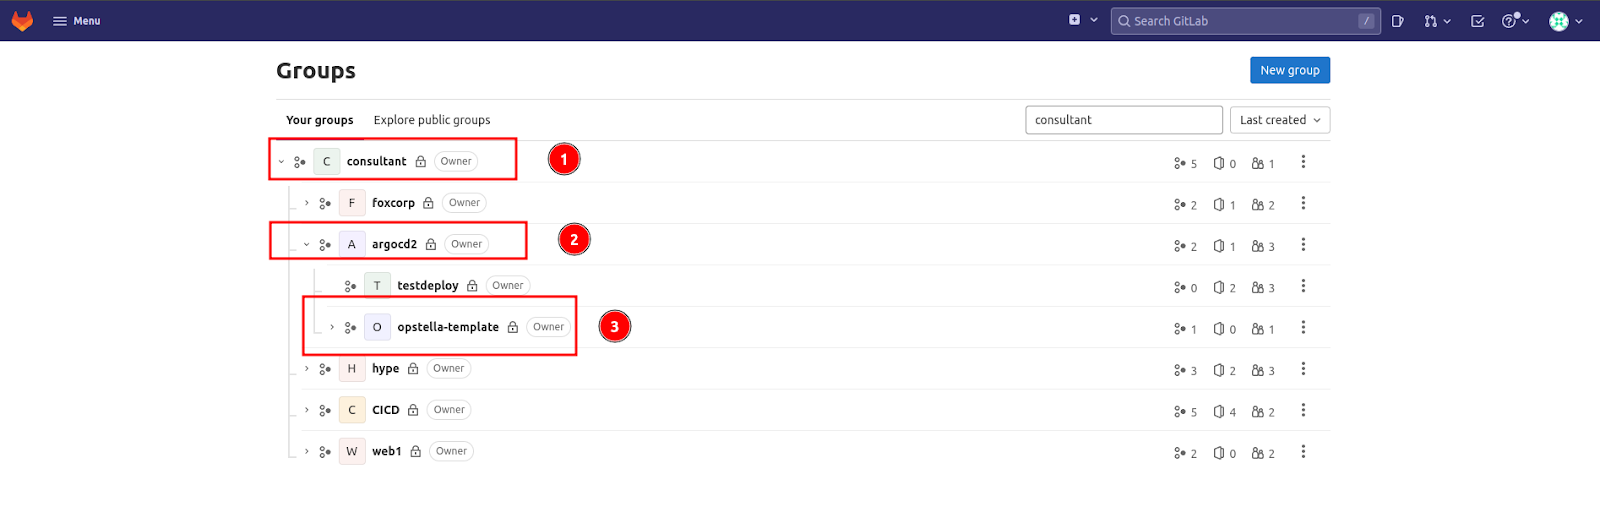 Menu
Search GitLab /
Groups
New group
Your groups Explore public groups
consultant Last created
C consultant Owner 1 5 0 1
F foxcorp Owner 2 1 2
A argocd2 Owner 2 2 1 3
T testdeploy Owner 0 2 3
O opstella-template Owner 3 1 0 1
H hype Owner 3 2 3
C CICD Owner 5 4 2
W web1 Owner 2 0 2